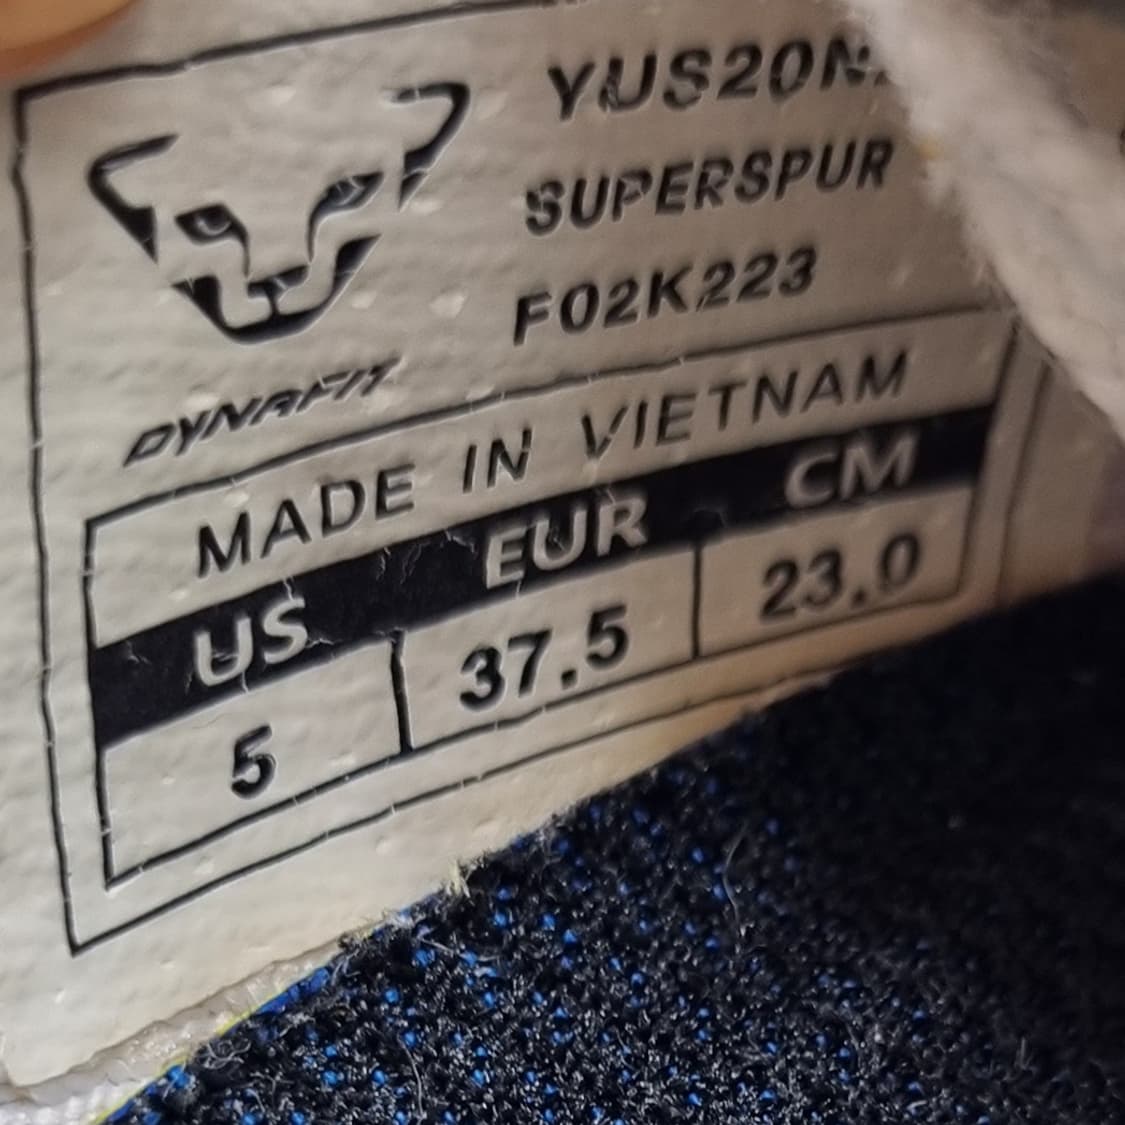 YUS20N
SUPERSPUR
F02K223
DYNAFIT
MADE IN VIETNAM
US EUR CM
5 37.5 23.0